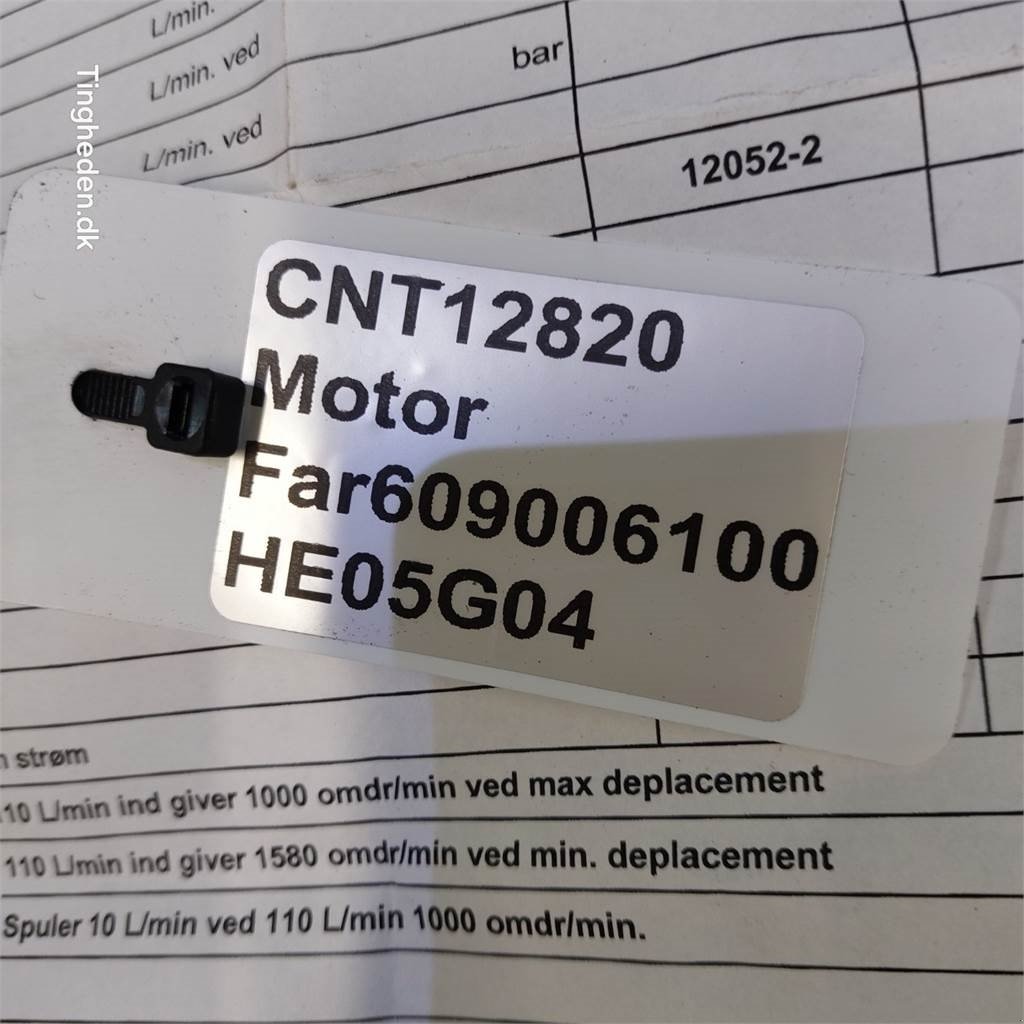 L/min.
L/min. ved
bar
L/min. ved
12052-2
Tingheden.dk
CNT12820
Motor
Far609006100
HE05G04
strøm
10 L/min ind giver 1000 omdr/min ved max deplacement
110 L/min ind giver 1580 omdr/min ved min. deplacement
Spuler 10 L/min ved 110 L/min 1000 omdr/min.